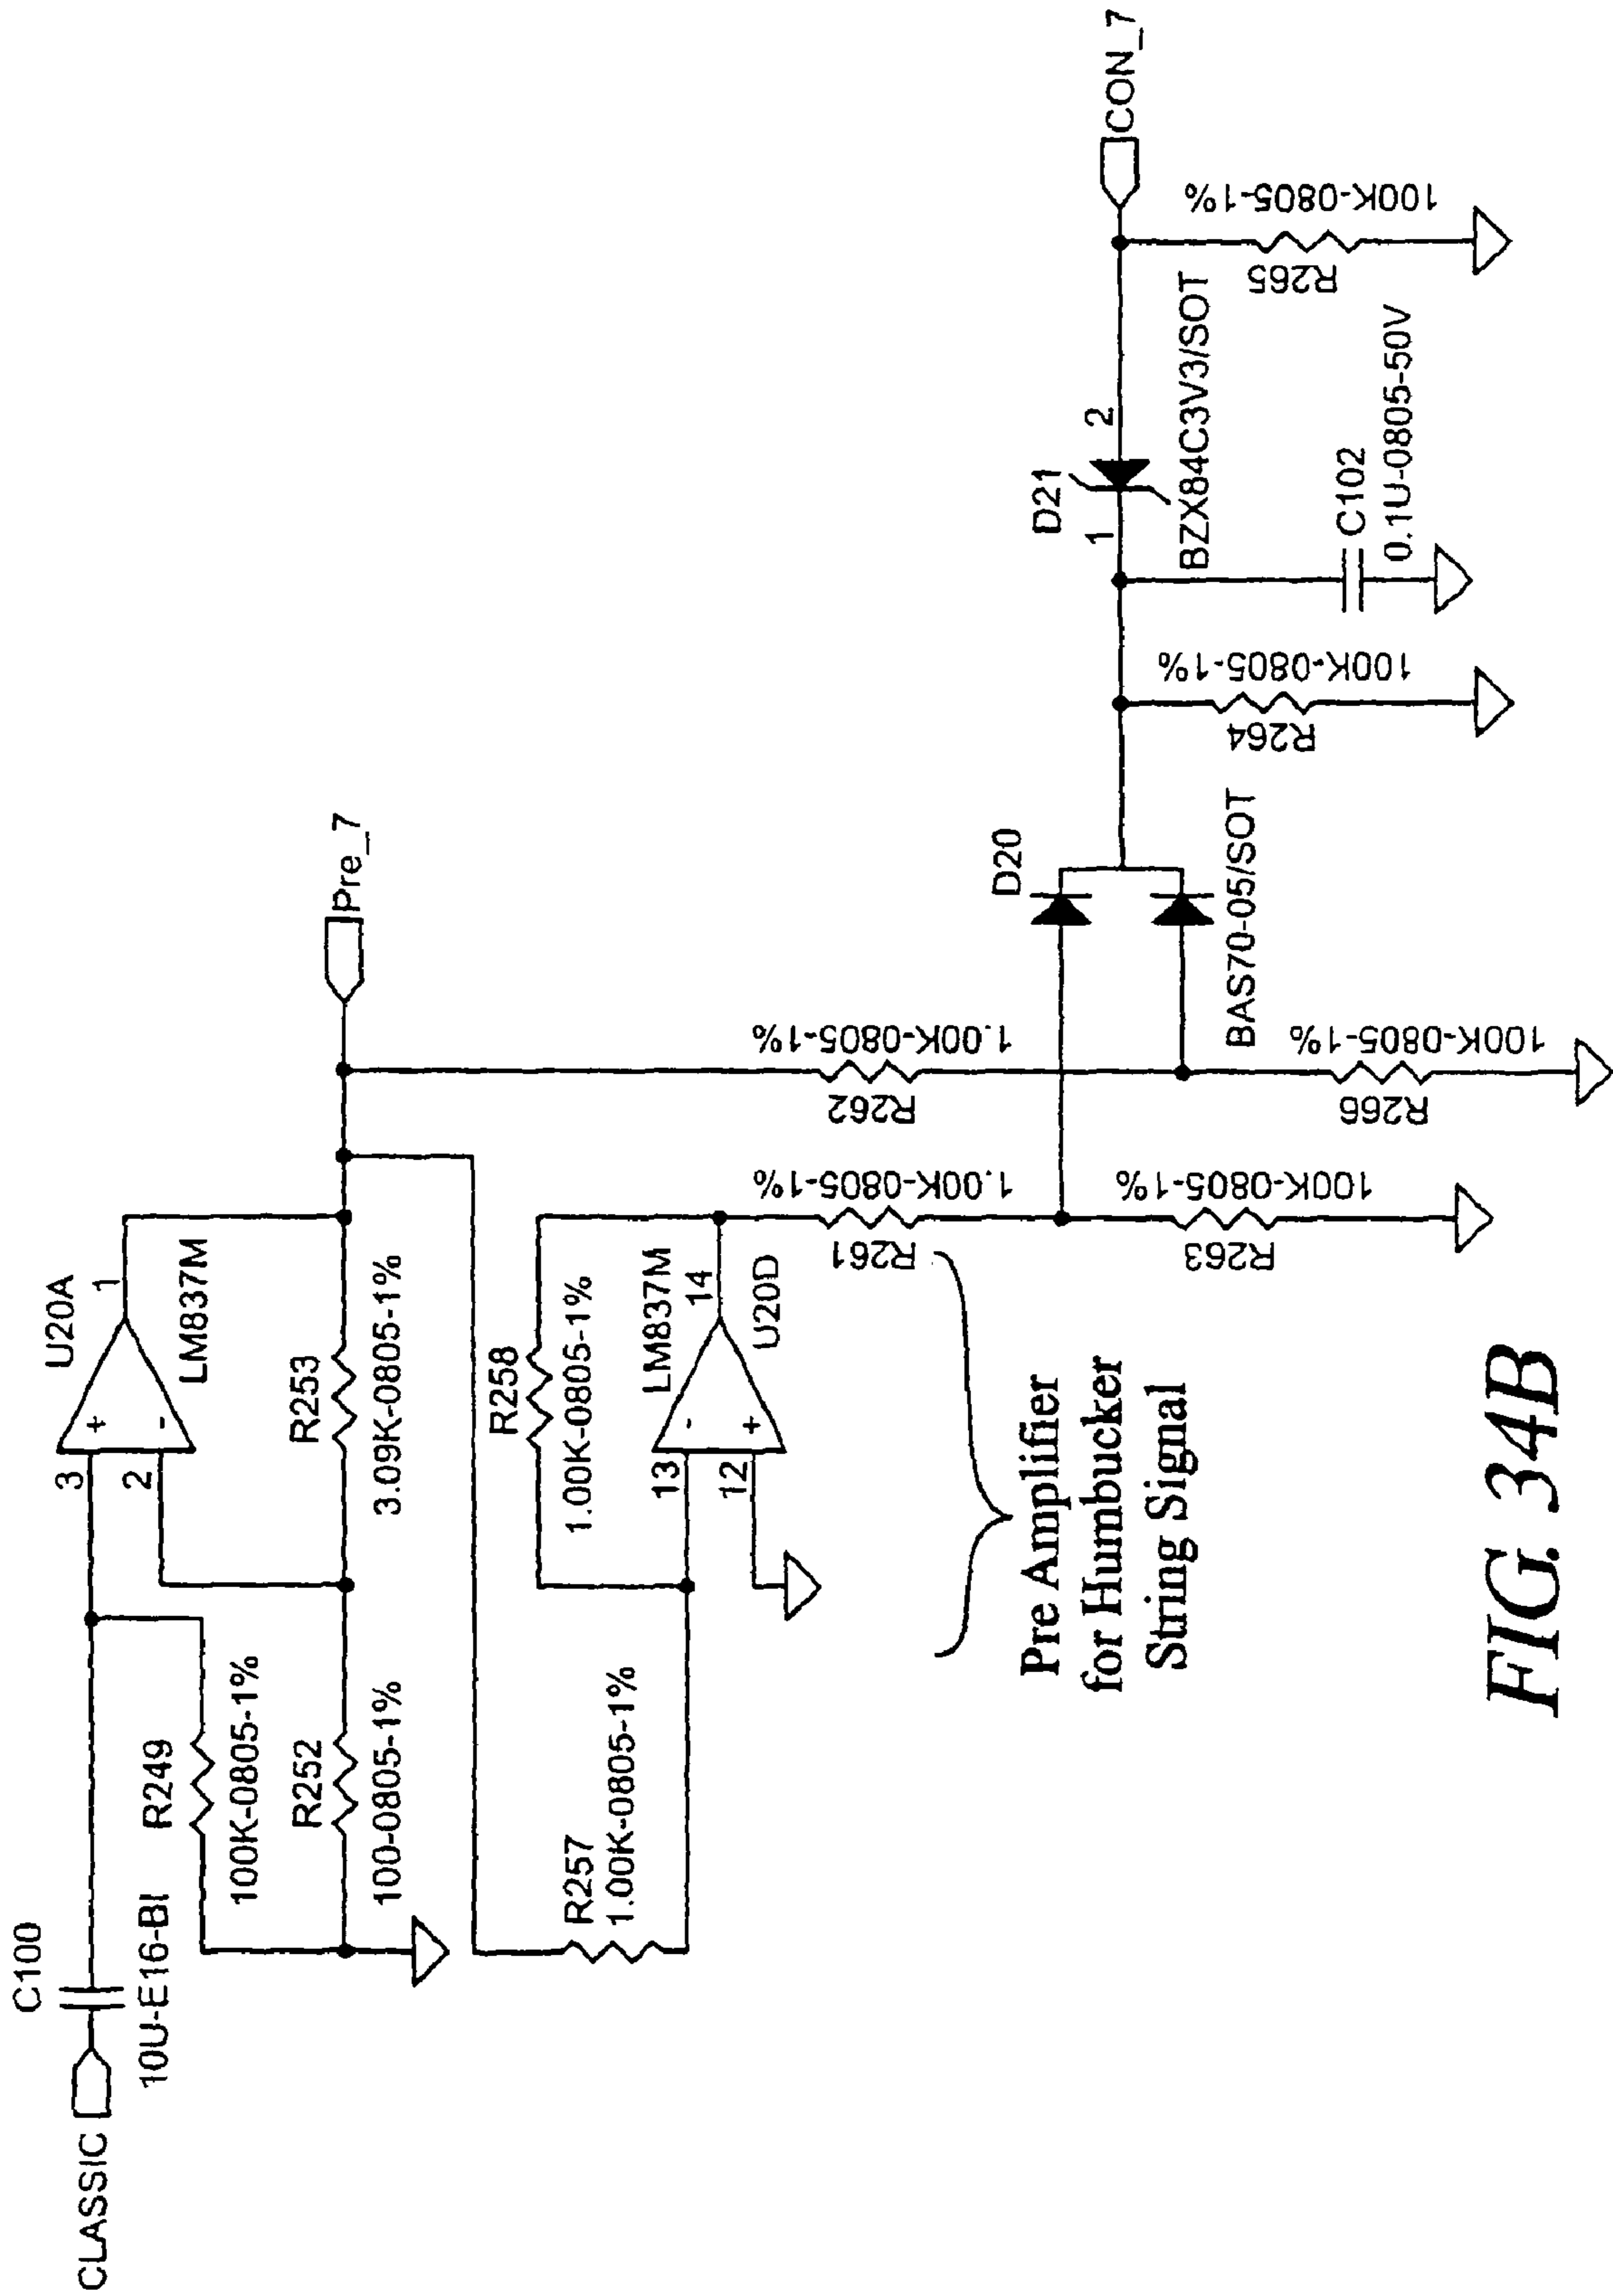 CLASSIC
C100
10U-E16-BI
R249
100K-0805-1%
R252
100-0805-1%
3
2
+
-
U20A
1
LM837M
R253
3.09K-0805-1%
Pre_7
R257
1.00K-0805-1%
R258
1.00K-0805-1%
13
12
-
+
LM837M
14
U20D
R262
1.00K-0805-1%
R261
1.00K-0805-1%
R263
100K-0805-1%
R266
100K-0805-1%
D20
BAS70-05/SOT
R264
100K-0805-1%
D21
1
2
BZX84C3V3/SOT
C102
0.1U-0805-50V
R265
100K-0805-1%
CON_7
Pre Amplifier
for Humbucker
String Signal
FIG. 34B